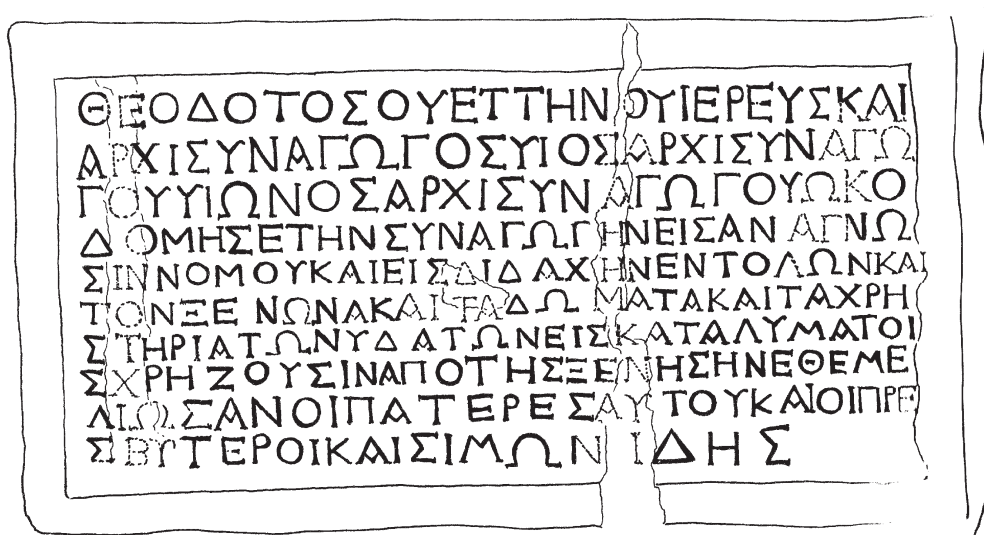 ΘΕΟΔΟΤΟΣΟΥΕΤΤΗΝΟΥΙΕΡΕΥΣΚΑΙ
ΑΡΧΙΣΥΝΑΓΩΓΟΣΥΙΟΣΑΡΧΙΣΥΝΑΓΩ
ΓΟΥΥΙΩΝΟΣΑΡΧΙΣΥΝΑΓΩΓΟΥΩΚΟ
ΔΟΜΗΣΕΤΗΝΣΥΝΑΓΩΓΗΝΕΙΣΑΝΑΓΝΩ
ΣΙΝΝΟΜΟΥΚΑΙΕΙΣΔΙΔΑΧΗΝΕΝΤΟΛΩΝΚΑΙ
ΤΟΝΞΕΝΩΝΑΚΑΙΤΑΔΩΜΑΤΑΚΑΙΤΑΧΡΗ
ΣΤΗΡΙΑΤΩΝΥΔΑΤΩΝΕΙΣΚΑΤΑΛΥΜΑΤΟΙ
ΣΧΡΗΖΟΥΣΙΝΑΠΟΤΗΣΞΕΝΗΣΗΝΕΘΕΜΕ
ΛΙΩΣΑΝΟΙΠΑΤΕΡΕΣΑΥΤΟΥΚΑΙΟΙΠΡΕ
ΣΒΥΤΕΡΟΙΚΑΙΣΙΜΩΝΙΔΗΣ